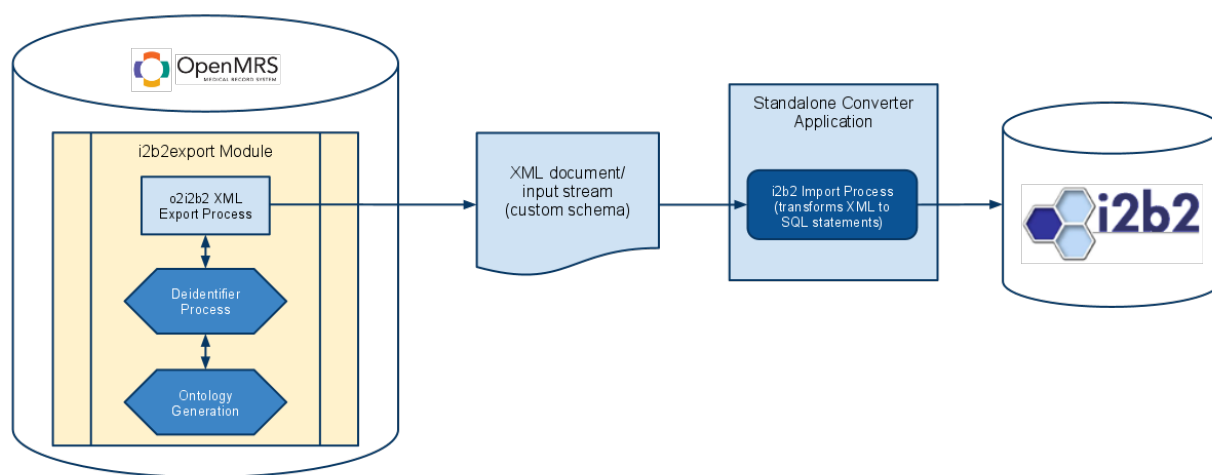 OpenMRS
MEDICAL RECORD SYSTEM
i2b2export Module
o2i2b2 XML
Export Process
Deidentifier
Process
Ontology
Generation
XML document/
input stream
(custom schema)
Standalone Converter
Application
i2b2 Import Process
(transforms XML to
SQL statements)
i2b2